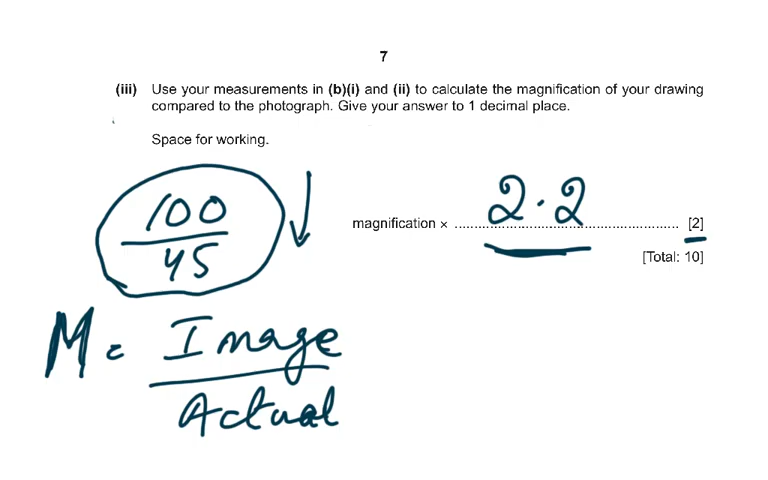 7
(iii) Use your measurements in (b)(i) and (ii) to calculate the magnification of your drawing
compared to the photograph. Give your answer to 1 decimal place.
Space for working.
100
45
magnification × 2.2 [2]
[Total: 10]
M = Image
Actual